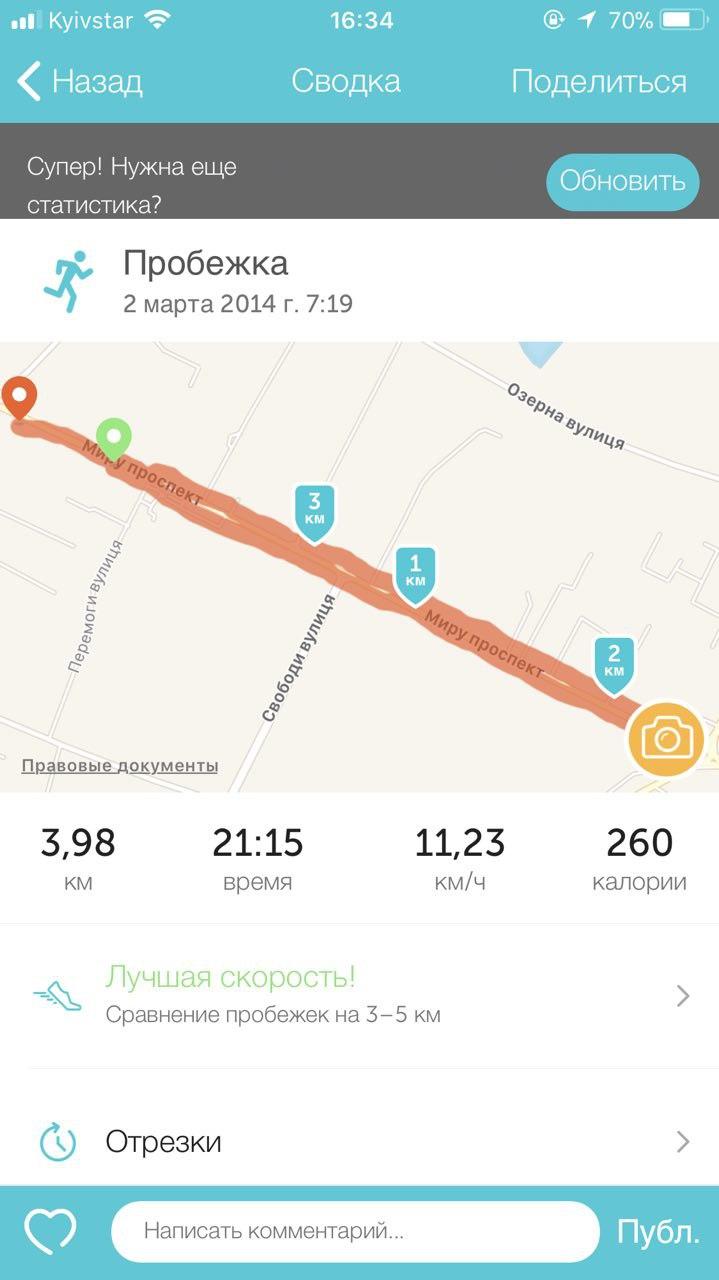 Kyivstar 16:34 70%
Назад Сводка Поделиться
Супер! Нужна еще
статистика?
Обновить
Пробежка
2 марта 2014 г. 7:19
Озерна вулиця
Миру проспект
3
км
1
км
Перемоги вулиця
Свободи вулиця
Миру проспект
2
км
Правовые документы
3,98 21:15 11,23 260
км время км/ч калории
Лучшая скорость!
Сравнение пробежек на 3–5 км
Отрезки
Написать комментарий... Публ.